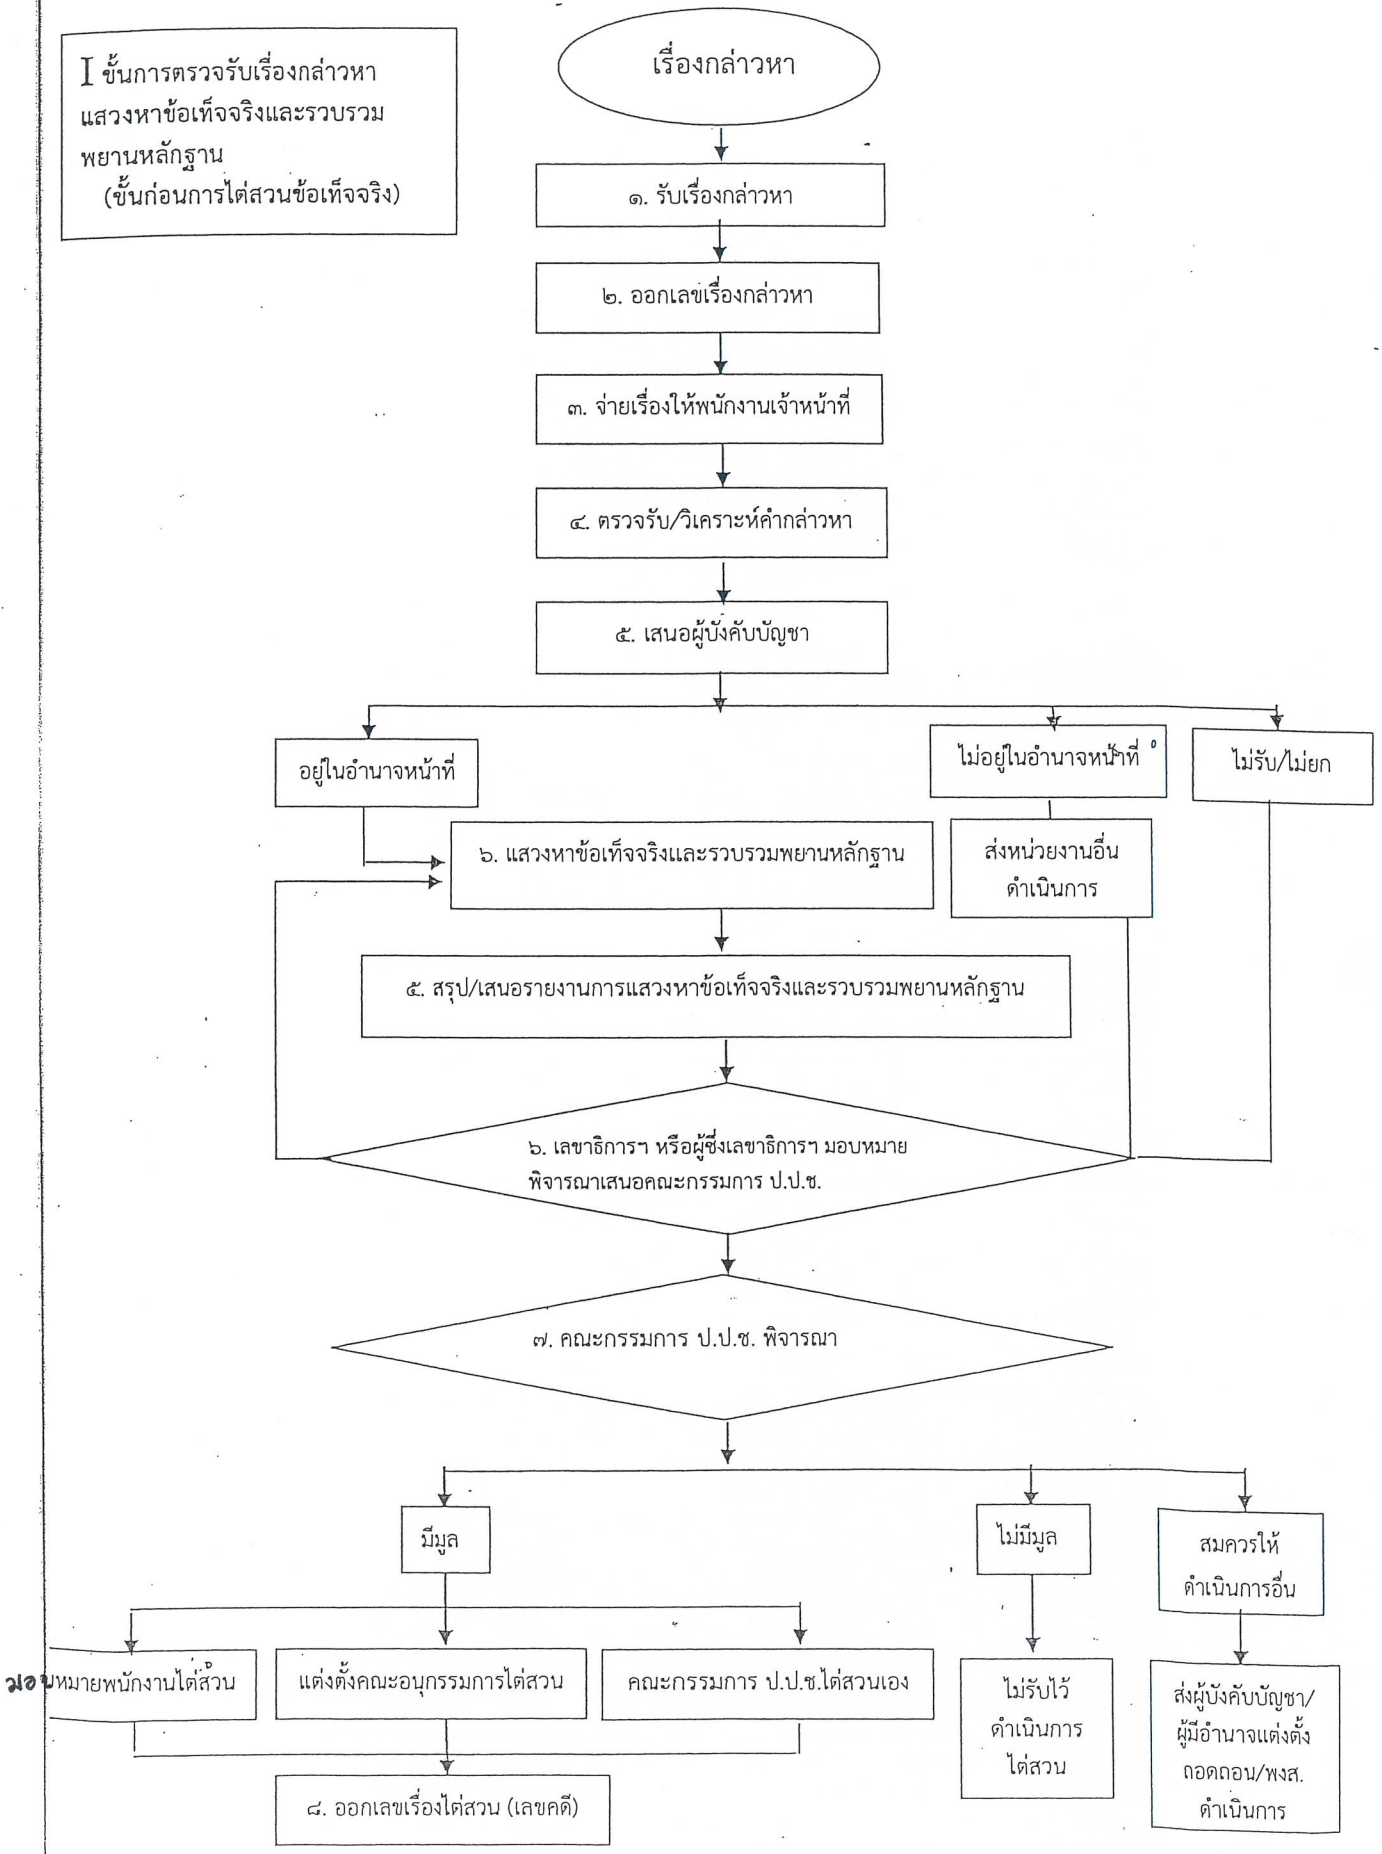 I ขั้นการตรวจรับเรื่องกล่าวหา
แสวงหาข้อเท็จจริงและรวบรวม
พยานหลักฐาน
(ขั้นก่อนการไต่สวนข้อเท็จจริง)
เรื่องกล่าวหา
๑. รับเรื่องกล่าวหา
๒. ออกเลขเรื่องกล่าวหา
๓. จ่ายเรื่องให้พนักงานเจ้าหน้าที่
๔. ตรวจรับ/วิเคราะห์คำกล่าวหา
๕. เสนอผู้บังคับบัญชา
อยู่ในอำนาจหน้าที่
ไม่อยู่ในอำนาจหน้าที่
ไม่รับ/ไม่ยก
๖. แสวงหาข้อเท็จจริงและรวบรวมพยานหลักฐาน
ส่งหน่วยงานอื่น
ดำเนินการ
๕. สรุป/เสนอรายงานการแสวงหาข้อเท็จจริงและรวบรวมพยานหลักฐาน
๖. เลขาธิการฯ หรือผู้ซึ่งเลขาธิการฯ มอบหมาย
พิจารณาเสนอคณะกรรมการ ป.ป.ช.
๗. คณะกรรมการ ป.ป.ช. พิจารณา
มีมูล
ไม่มีมูล
สมควรให้
ดำเนินการอื่น
มอบหมายพนักงานไต่สวน
แต่งตั้งคณะอนุกรรมการไต่สวน
คณะกรรมการ ป.ป.ช.ไต่สวนเอง
ไม่รับไว้
ดำเนินการ
ไต่สวน
ส่งผู้บังคับบัญชา/
ผู้มีอำนาจแต่งตั้ง
ถอดถอน/พงส.
ดำเนินการ
๘. ออกเลขเรื่องไต่สวน (เลขคดี)